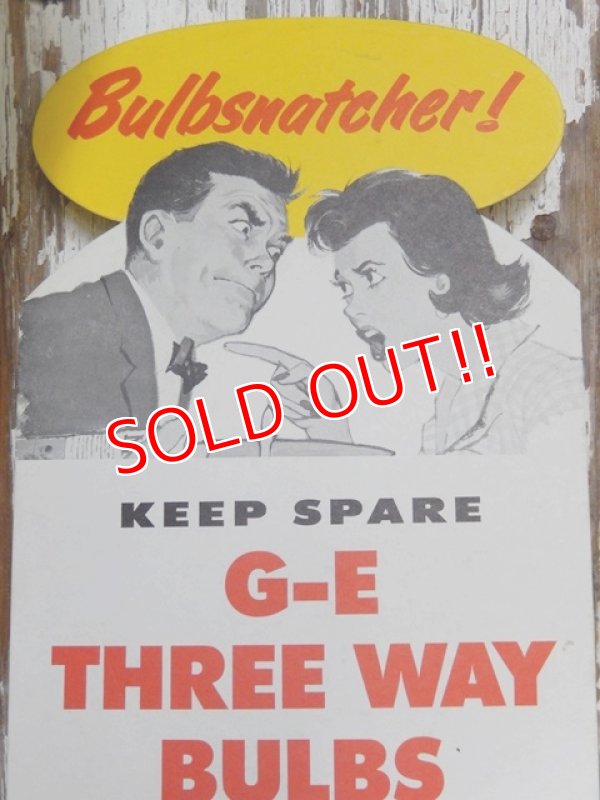 Bulbsnatcher!
SOLD OUT!!
KEEP SPARE
G-E
THREE WAY
BULBS